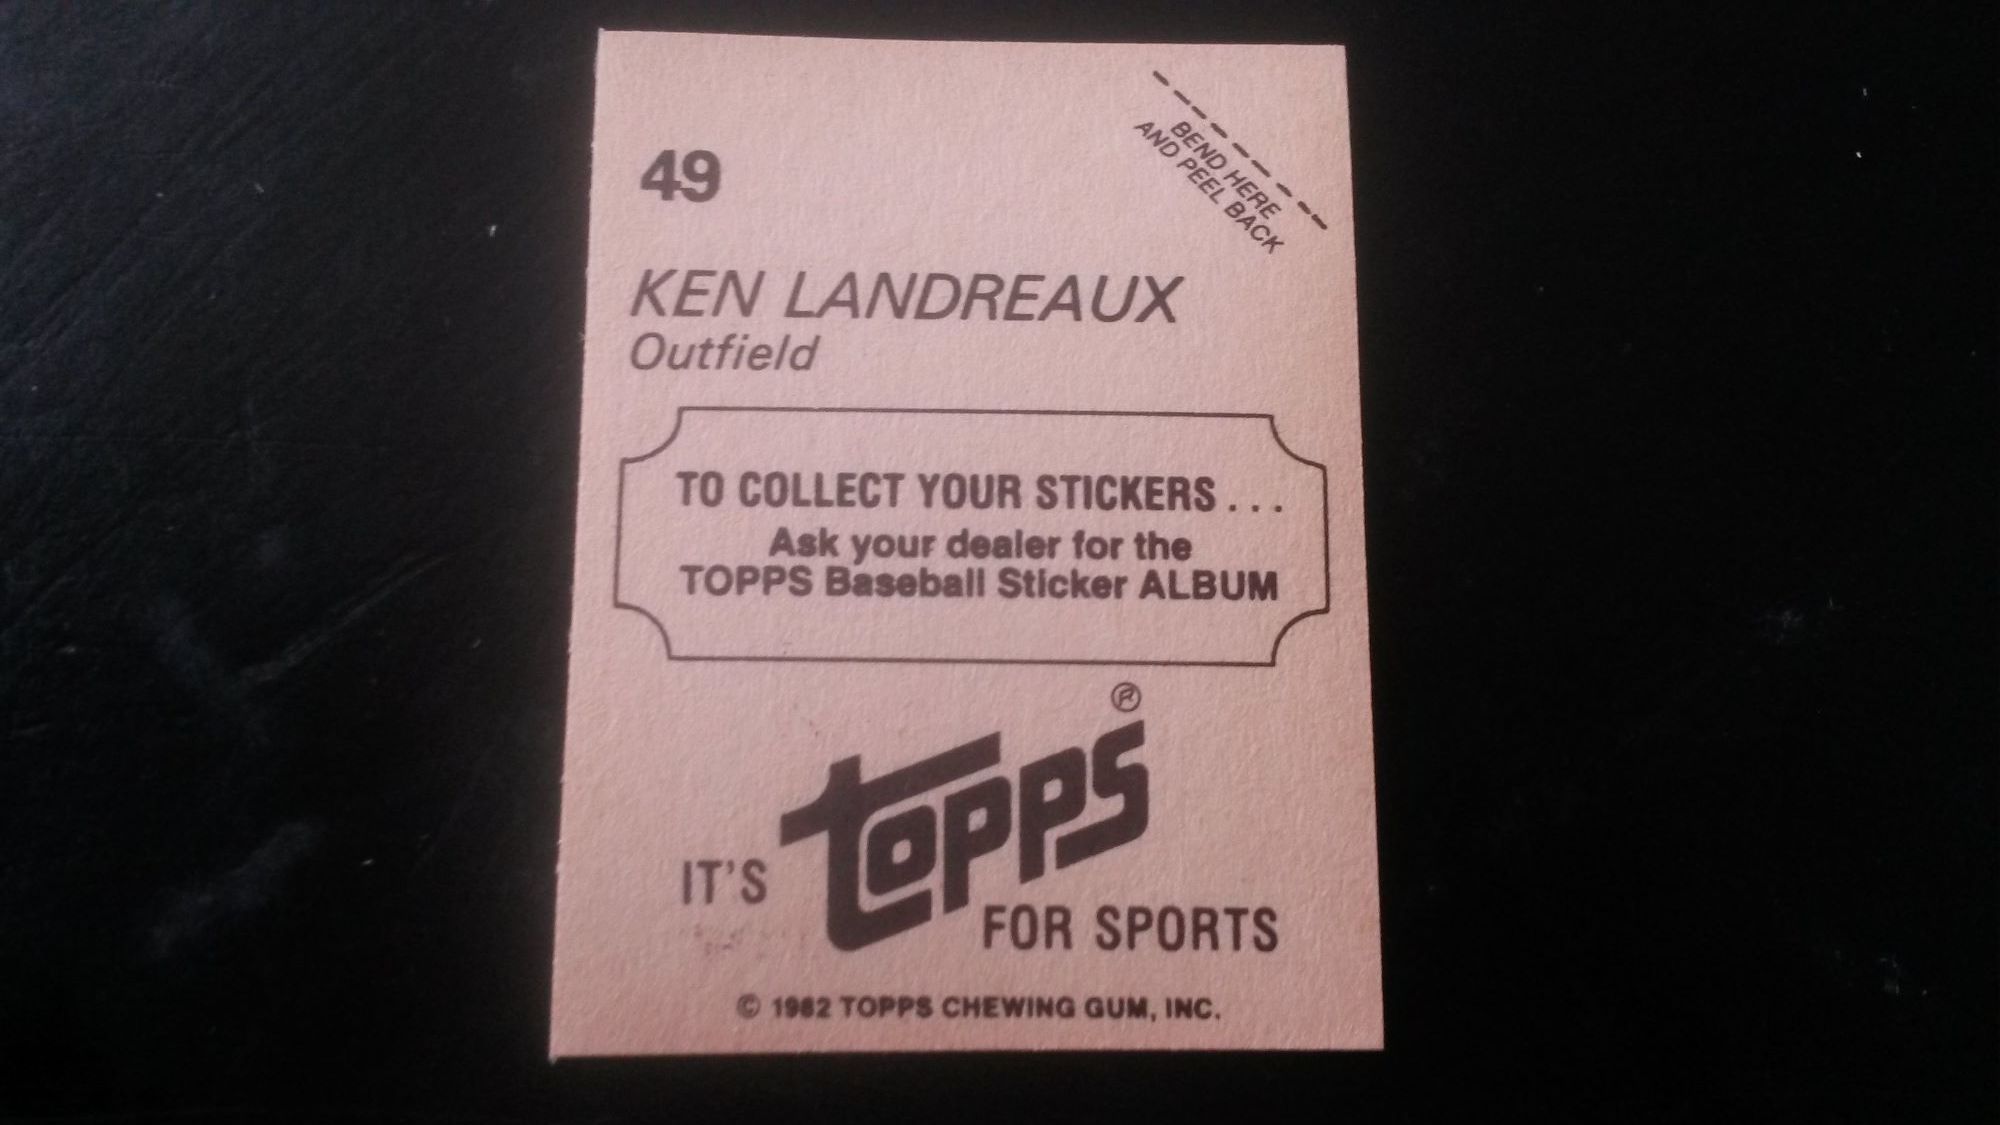 49
BEND HERE
AND PEEL BACK
KEN LANDREAUX
Outfield
TO COLLECT YOUR STICKERS . . .
Ask your dealer for the
TOPPS Baseball Sticker ALBUM
IT'S TOPPS ® FOR SPORTS
© 1982 TOPPS CHEWING GUM, INC.